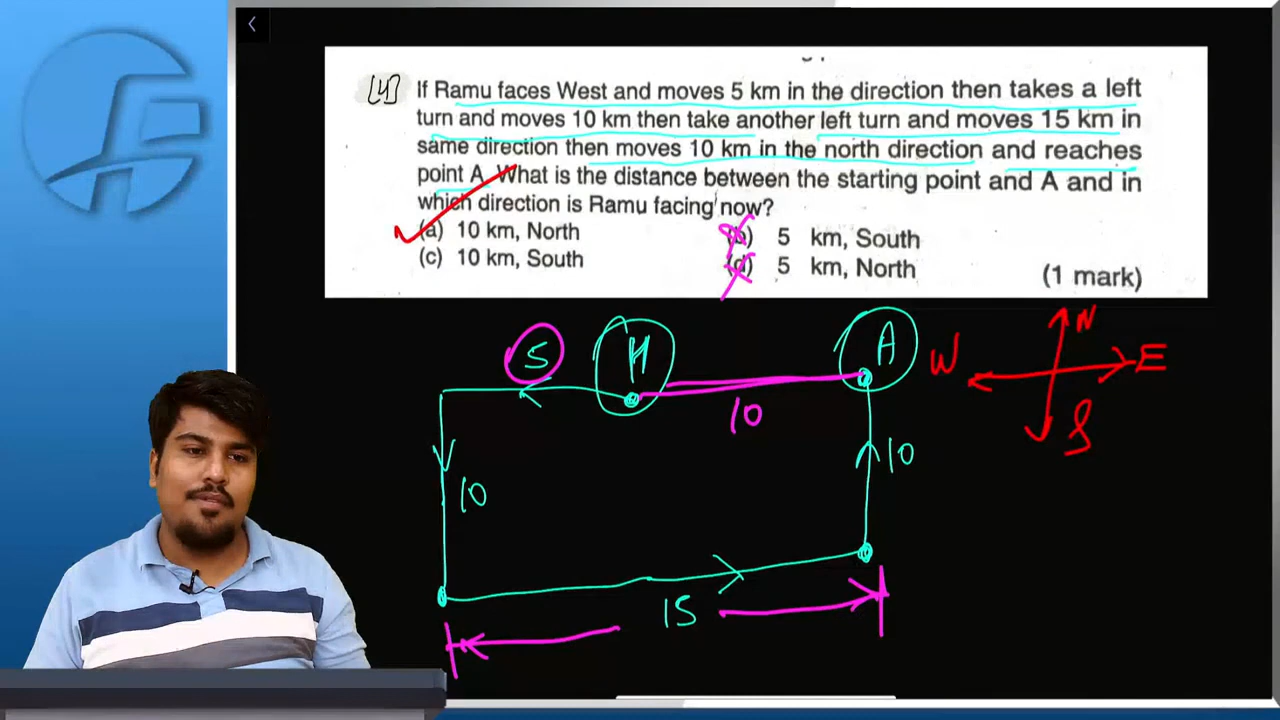 [4] If Ramu faces West and moves 5 km in the direction then takes a left
turn and moves 10 km then take another left turn and moves 15 km in
same direction then moves 10 km in the north direction and reaches
point A. What is the distance between the starting point and A and in
which direction is Ramu facing now?
(a) 10 km, North
(b) 5 km, South
(c) 10 km, South
(d) 5 km, North
(1 mark)
5
M
A
W
N
E
S
10
10
10
15